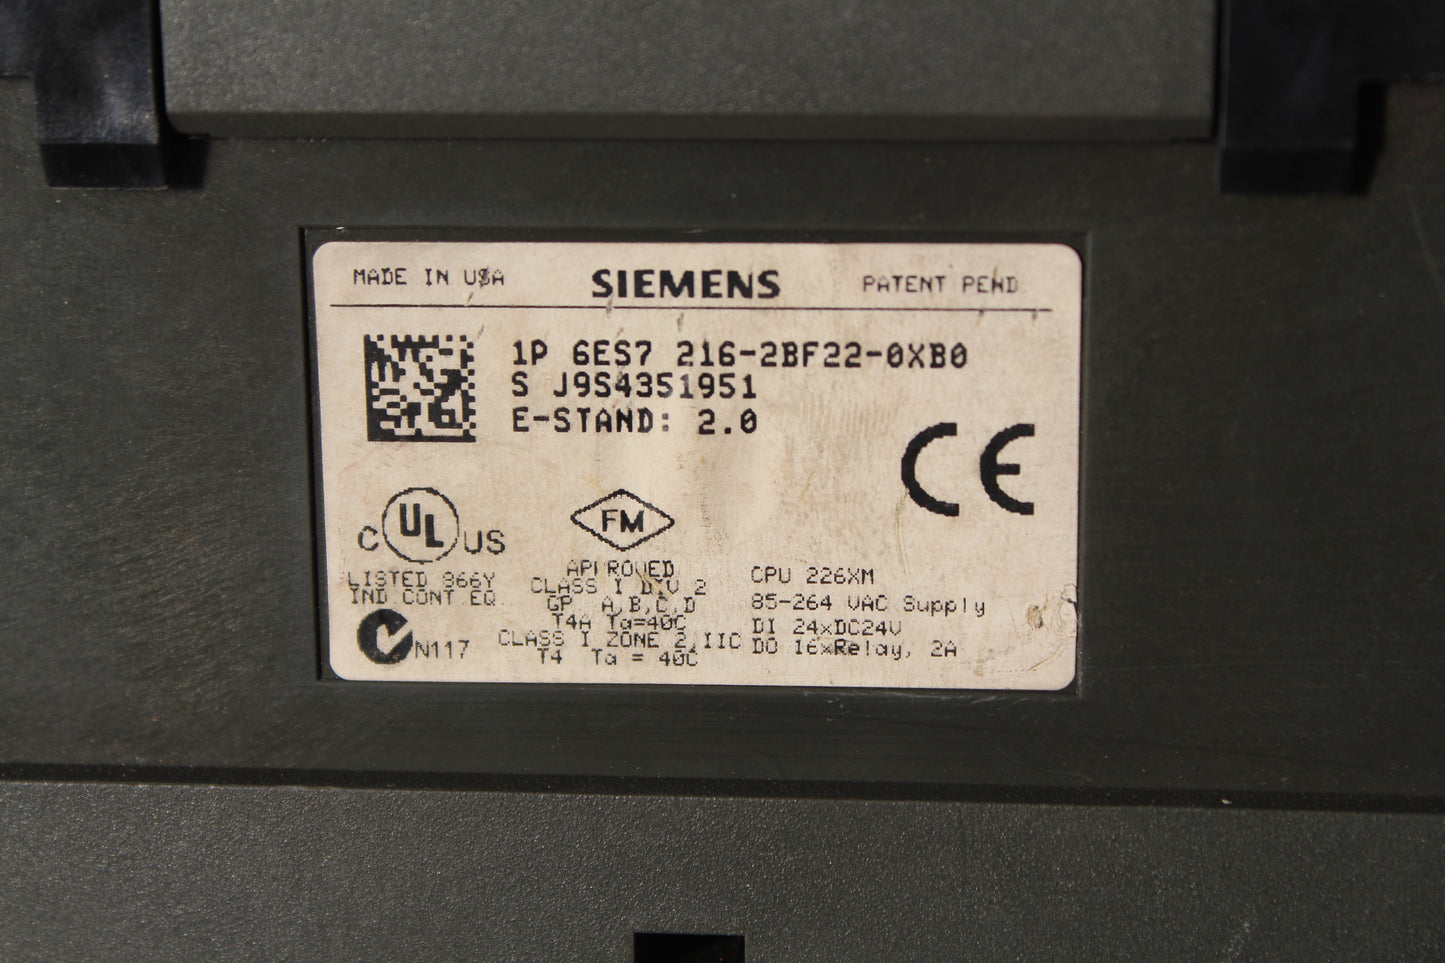 MADE IN USA SIEMENS PATENT PEND
1P 6ES7 216-2BF22-0XB0
S J9S4351951
E-STAND: 2.0
CE
C UL US
LISTED 966Y
IND CONT EQ
N117
FM
APPROVED
CLASS I DIV 2
GP A,B,C,D
T4A Ta=40C
CLASS I ZONE 2,IIC
T4 Ta = 40C
CPU 226XM
85-264 VAC Supply
DI 24xDC24V
DO 16xRelay, 2A